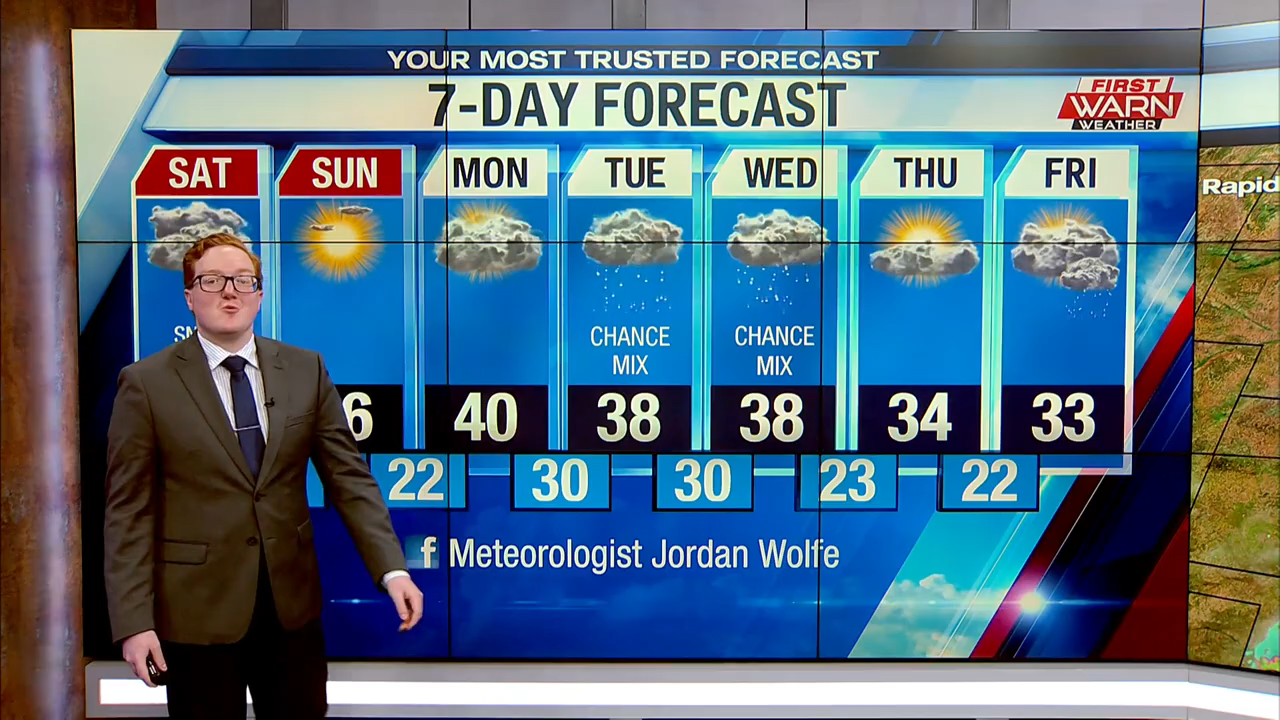 YOUR MOST TRUSTED FORECAST
7-DAY FORECAST
FIRST
WARN
WEATHER
SAT
SUN
MON
TUE
WED
THU
FRI
Rapid
CHANCE
MIX
CHANCE
MIX
6
40
38
38
34
33
22
30
30
23
22
f Meteorologist Jordan Wolfe